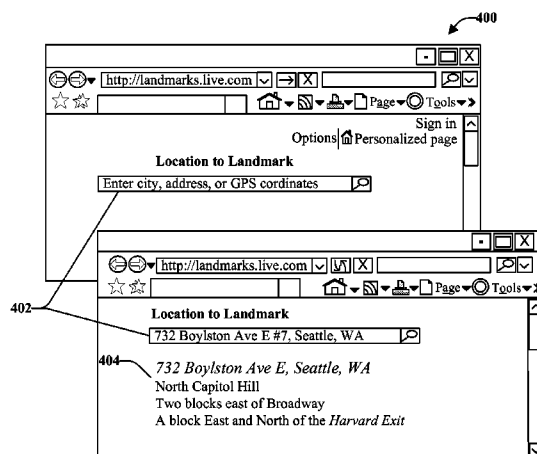 400
http://landmarks.live.com
Page Tools
Sign in
Options Personalized page
Location to Landmark
Enter city, address, or GPS cordinates
http://landmarks.live.com
Page Tools
402
Location to Landmark
732 Boylston Ave E #7, Seattle, WA
404
732 Boylston Ave E, Seattle, WA
North Capitol Hill
Two blocks east of Broadway
A block East and North of the Harvard Exit